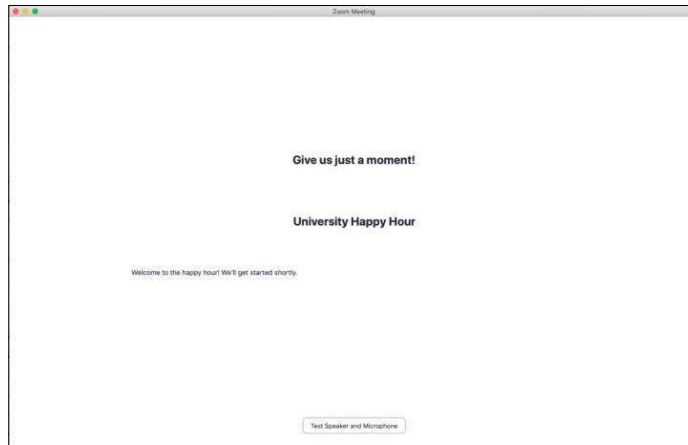 Zoom Meeting
Give us just a moment!
University Happy Hour
Welcome to the happy hour! We'll get started shortly.
Test Speaker and Microphone